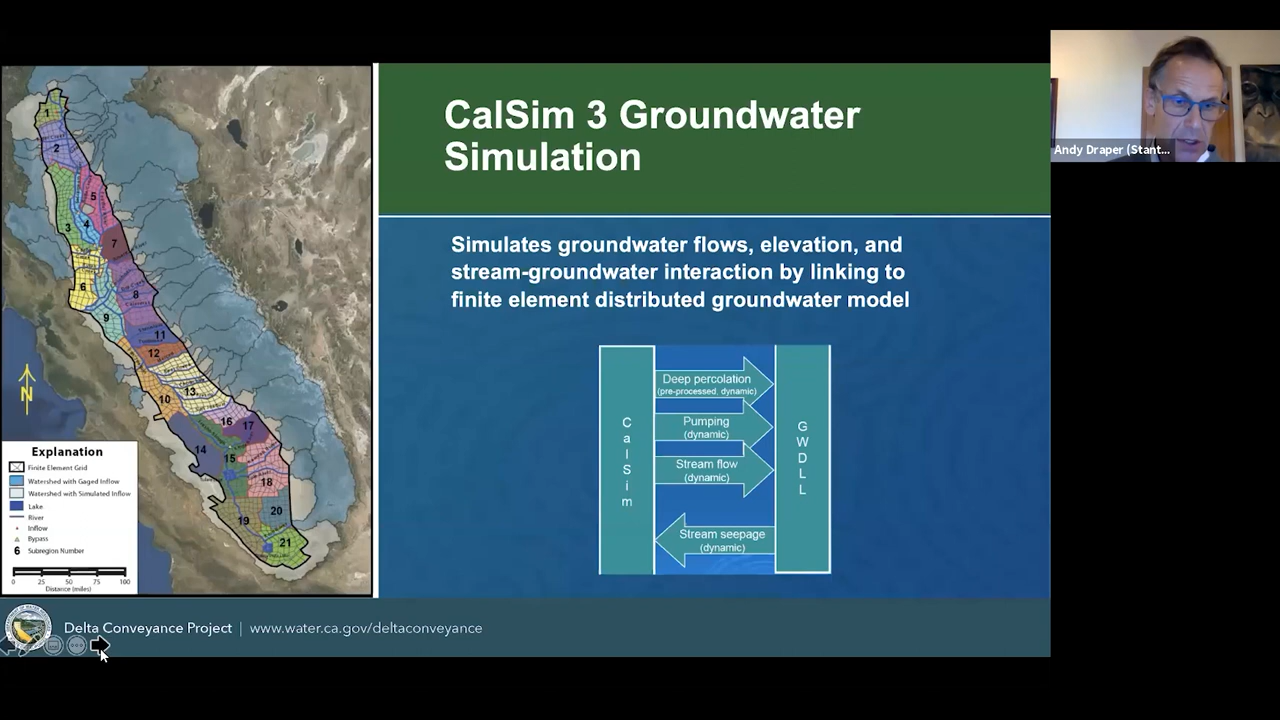 CalSim 3 Groundwater
Simulation
Simulates groundwater flows, elevation, and
stream-groundwater interaction by linking to
finite element distributed groundwater model
CalSim
Deep percolation
(pre-processed, dynamic)
Pumping
(dynamic)
Stream flow
(dynamic)
Stream seepage
(dynamic)
GWDLL
1
2
5
3
4
7
6
8
9
11
12
13
10
16
17
14
15
18
20
19
21
N
Explanation
Finite Element Grid
Watershed with Gaged Inflow
Watershed with Simulated Inflow
Lake
River
Inflow
Bypass
6 Subregion Number
0 25 50 75 100
Distance (miles)
Delta Conveyance Project | www.water.ca.gov/deltaconveyance
Andy Draper (Stant...